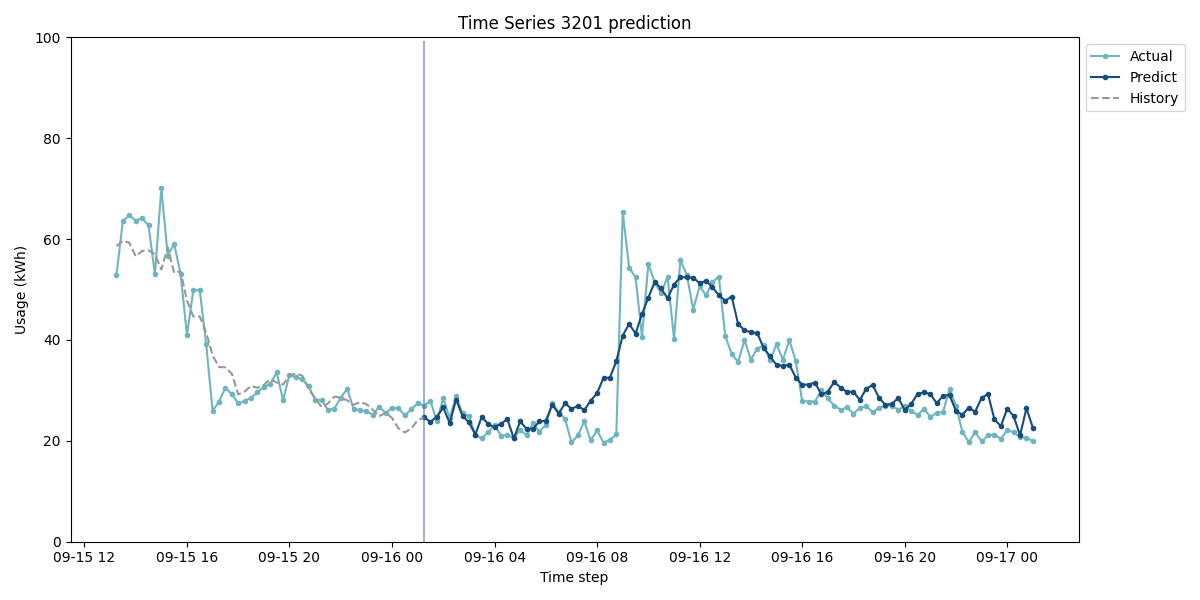 Time Series 3201 prediction
100
80
60
40
20
0
Usage (kWh)
09-15 12
09-15 16
09-15 20
09-16 00
09-16 04
09-16 08
09-16 12
09-16 16
09-16 20
09-17 00
Time step
Actual
Predict
History